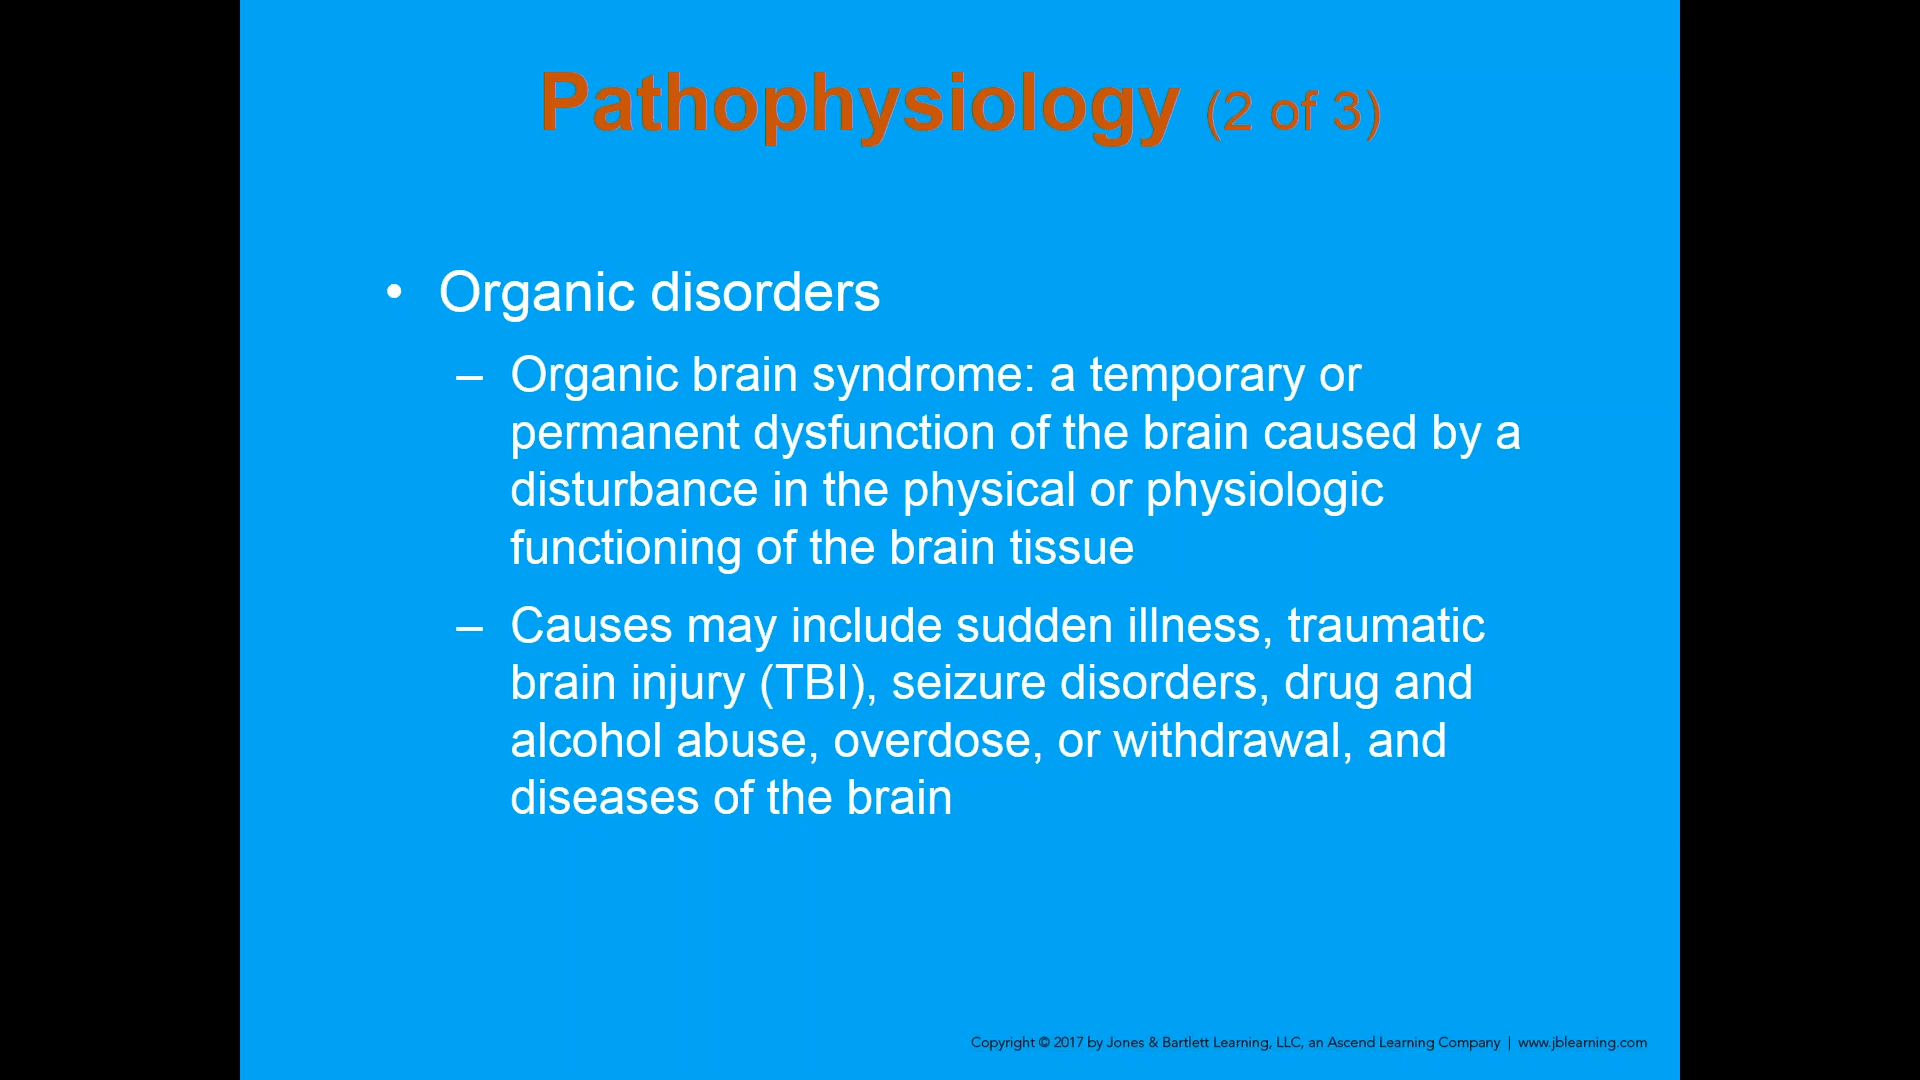 Pathophysiology (2 of 3)
• Organic disorders
– Organic brain syndrome: a temporary or
permanent dysfunction of the brain caused by a
disturbance in the physical or physiologic
functioning of the brain tissue
– Causes may include sudden illness, traumatic
brain injury (TBI), seizure disorders, drug and
alcohol abuse, overdose, or withdrawal, and
diseases of the brain
Copyright © 2017 by Jones & Bartlett Learning, LLC, an Ascend Learning Company | www.jblearning.com